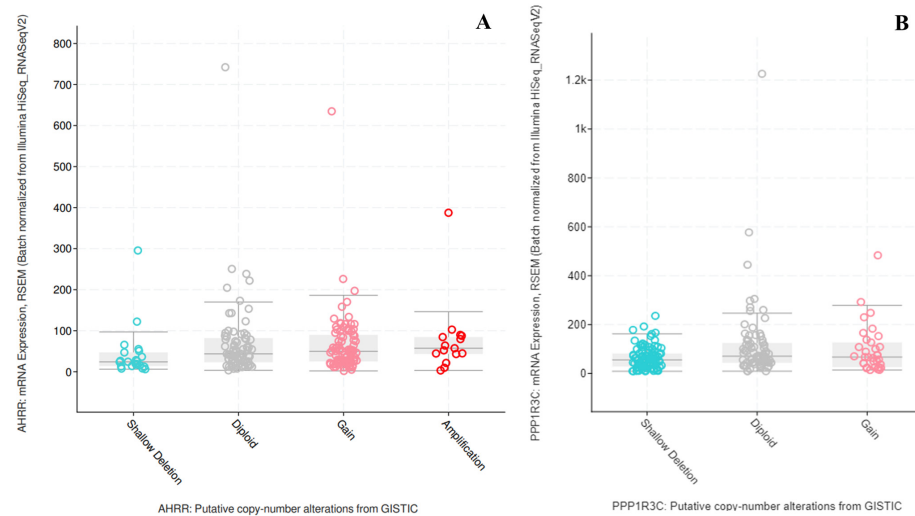 A
AHRR: mRNA Expression, RSEM (Batch normalized from Illumina HiSeq_RNASeqV2)
800
700
600
500
400
300
200
100
0
Shallow Deletion
Diploid
Gain
Amplification
AHRR: Putative copy-number alterations from GISTIC
B
PPP1R3C: mRNA Expression, RSEM (Batch normalized from Illumina HiSeq_RNASeqV2)
1.2k
1k
800
600
400
200
0
Shallow Deletion
Diploid
Gain
PPP1R3C: Putative copy-number alterations from GISTIC